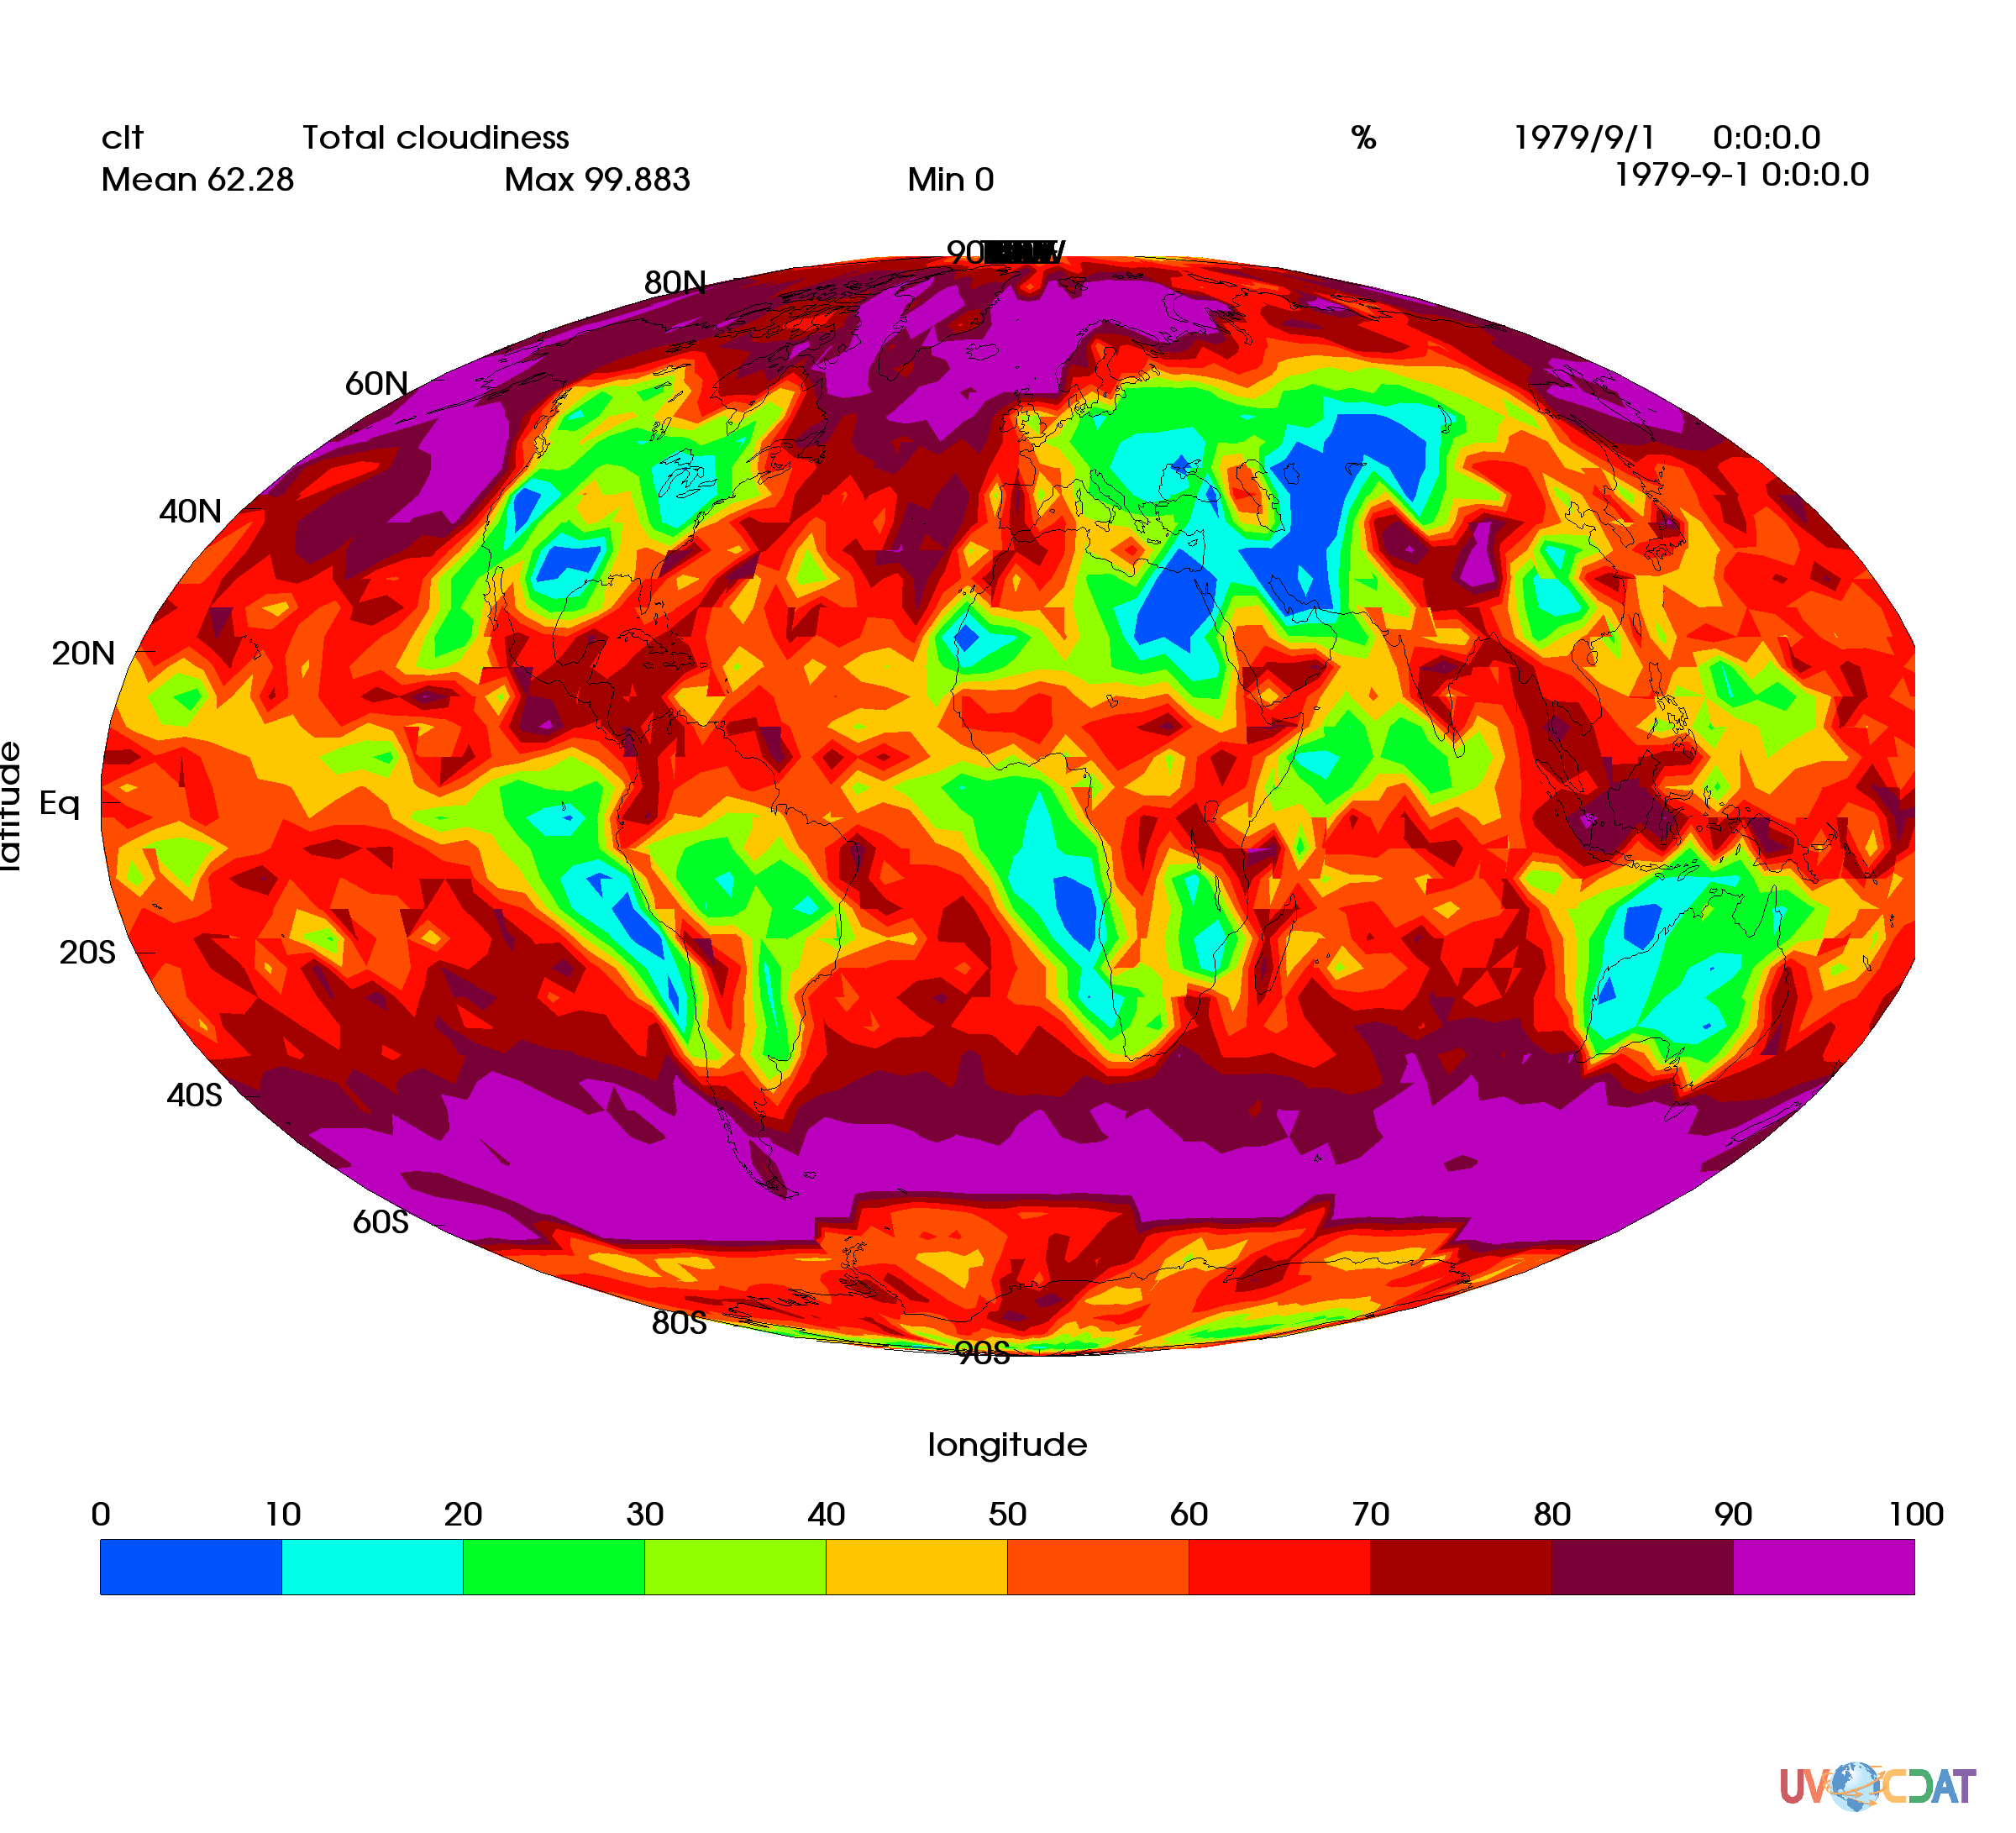 clt Total cloudiness % 1979/9/1 0:0:0.0
Mean 62.28 Max 99.883 Min 0 1979-9-1 0:0:0.0
80N
60N
40N
20N
Eq
20S
40S
60S
80S
90S
latitude
longitude
0 10 20 30 40 50 60 70 80 90 100
UV CDAT